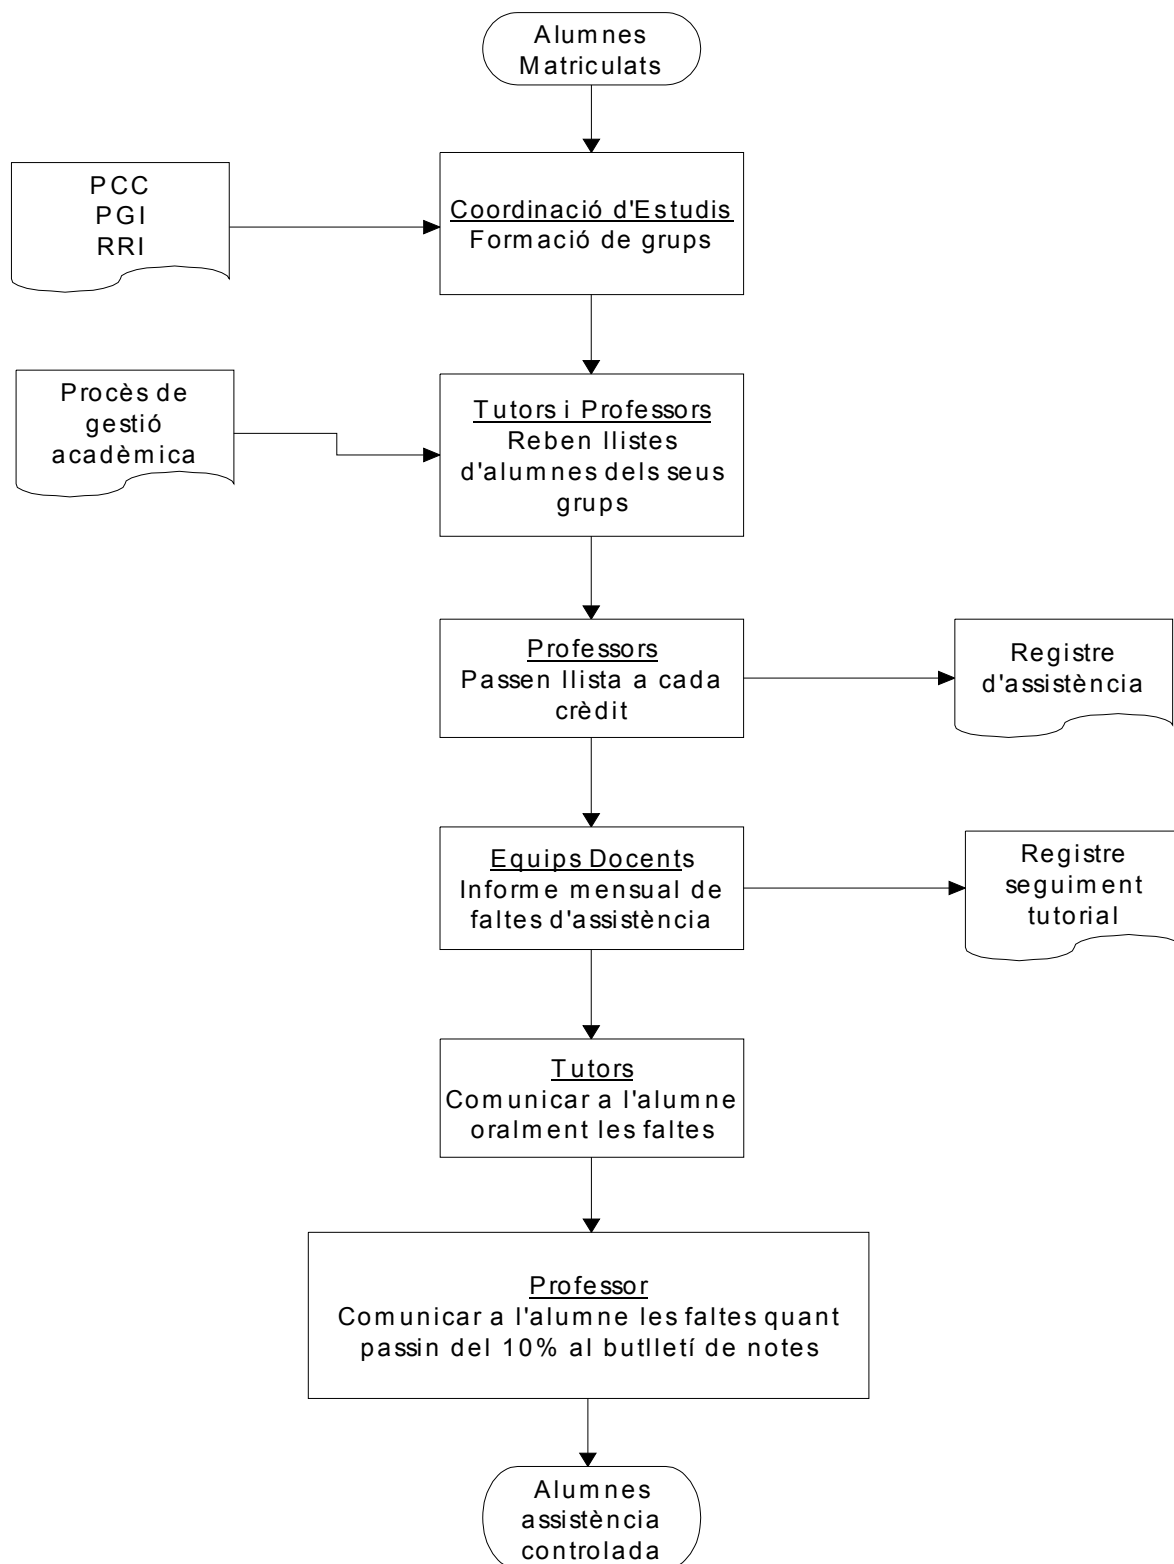 Alumnes
Matriculats
PCC
PGI
RRI
Coordinació d'Estudis
Formació de grups
Procès de
gestió
acadèmica
Tutors i Professors
Reben llistes
d'alumnes dels seus
grups
Professors
Passen llista a cada
crèdit
Registre
d'assistència
Equips Docents
Informe mensual de
faltes d'assistència
Registre
seguiment
tutorial
Tutors
Comunicar a l'alumne
oralment les faltes
Professor
Comunicar a l'alumne les faltes quant
passin del 10% al butlletí de notes
Alumnes
assistència
controlada